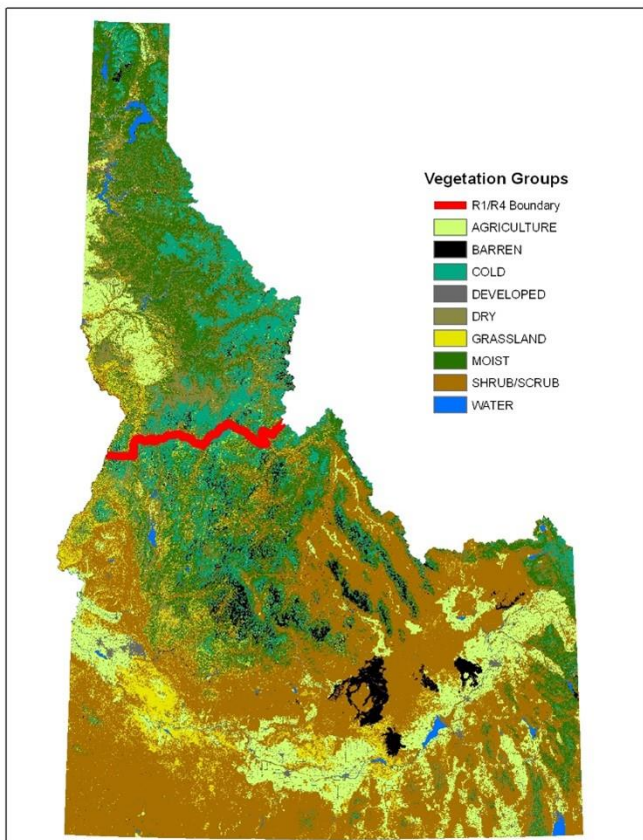 Vegetation Groups
R1/R4 Boundary
AGRICULTURE
BARREN
COLD
DEVELOPED
DRY
GRASSLAND
MOIST
SHRUB/SCRUB
WATER